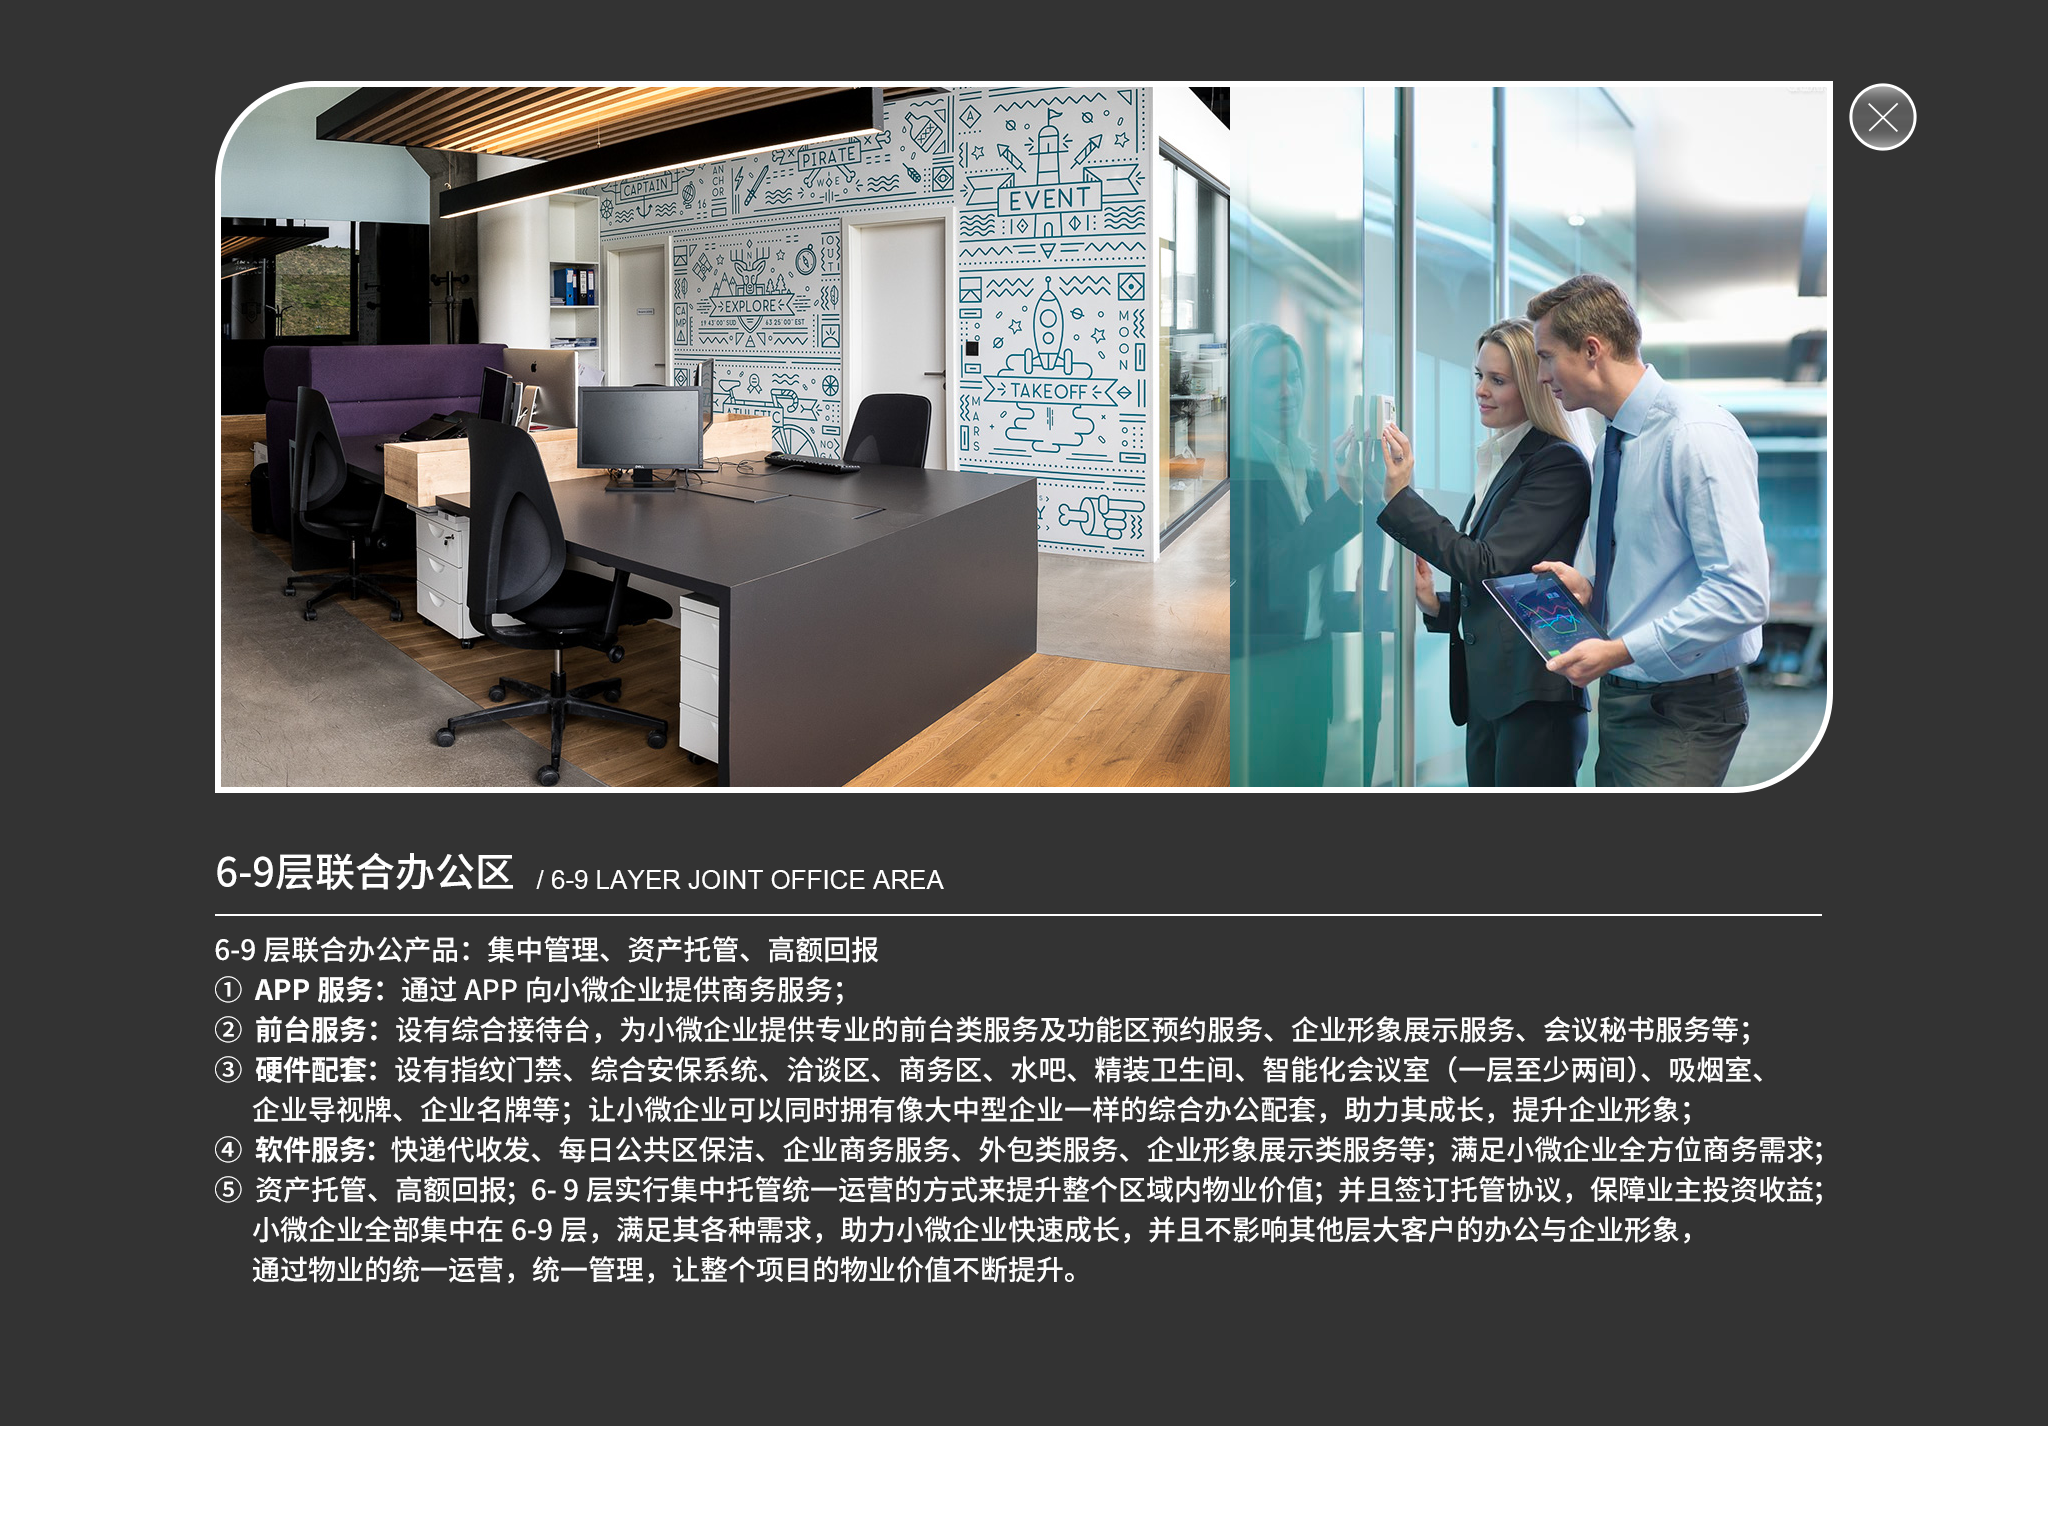 CAPTAIN
ANCHOR
16
PIRATE
W E
EVENT
N
OUT
EXPLORE
19 43' 00" SUD
63 25' 00" EST
CAMP
MOON
TAKEOFF
MARS
ATHLETIC
DELL
6-9层联合办公区 / 6-9 LAYER JOINT OFFICE AREA
6-9 层联合办公产品：集中管理、资产托管、高额回报
① APP 服务：通过 APP 向小微企业提供商务服务；
② 前台服务：设有综合接待台，为小微企业提供专业的前台类服务及功能区预约服务、企业形象展示服务、会议秘书服务等；
③ 硬件配套：设有指纹门禁、综合安保系统、洽谈区、商务区、水吧、精装卫生间、智能化会议室（一层至少两间）、吸烟室、
企业导视牌、企业名牌等；让小微企业可以同时拥有像大中型企业一样的综合办公配套，助力其成长，提升企业形象；
④ 软件服务：快递代收发、每日公共区保洁、企业商务服务、外包类服务、企业形象展示类服务等；满足小微企业全方位商务需求；
⑤ 资产托管、高额回报；6- 9 层实行集中托管统一运营的方式来提升整个区域内物业价值；并且签订托管协议，保障业主投资收益；
小微企业全部集中在 6-9 层，满足其各种需求，助力小微企业快速成长，并且不影响其他层大客户的办公与企业形象，
通过物业的统一运营，统一管理，让整个项目的物业价值不断提升。